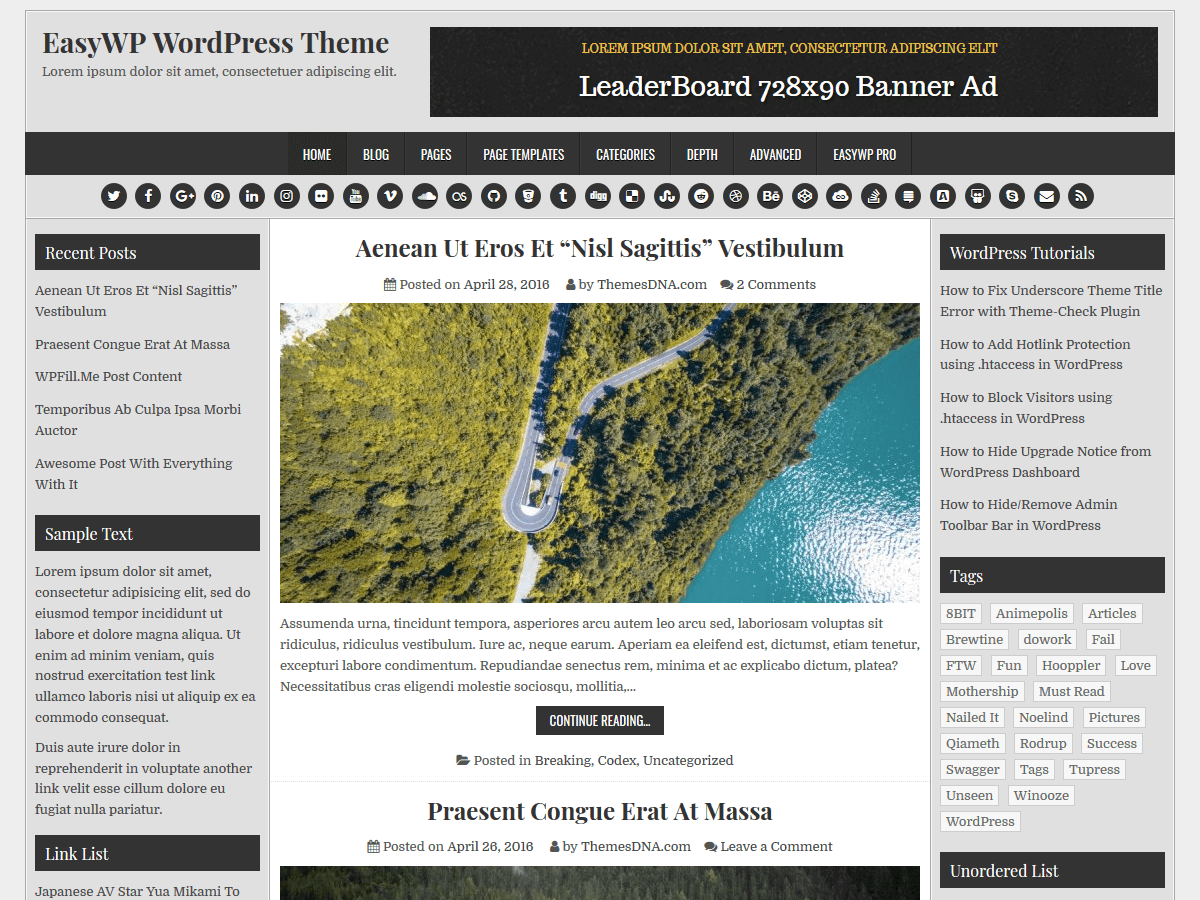 EasyWP WordPress Theme
Lorem ipsum dolor sit amet, consectetuer adipiscing elit.
LOREM IPSUM DOLOR SIT AMET, CONSECTETUR ADIPISCING ELIT
LeaderBoard 728x90 Banner Ad
HOME BLOG PAGES PAGE TEMPLATES CATEGORIES DEPTH ADVANCED EASYWP PRO
Recent Posts
Aenean Ut Eros Et “Nisl Sagittis”
Vestibulum
Praesent Congue Erat At Massa
WPFill.Me Post Content
Temporibus Ab Culpa Ipsa Morbi
Auctor
Awesome Post With Everything
With It
Sample Text
Lorem ipsum dolor sit amet,
consectetur adipisicing elit, sed do
eiusmod tempor incididunt ut
labore et dolore magna aliqua. Ut
enim ad minim veniam, quis
nostrud exercitation test link
ullamco laboris nisi ut aliquip ex ea
commodo consequat.
Duis aute irure dolor in
reprehenderit in voluptate another
link velit esse cillum dolore eu
fugiat nulla pariatur.
Link List
Japanese AV Star Yua Mikami To
Aenean Ut Eros Et “Nisl Sagittis” Vestibulum
Posted on April 28, 2016 by ThemesDNA.com 2 Comments
Assumenda urna, tincidunt tempora, asperiores arcu autem leo arcu sed, laboriosam voluptas sit
ridiculus, ridiculus vestibulum. Iure ac, neque earum. Aperiam ea eleifend est, dictumst, etiam tenetur,
excepturi labore condimentum. Repudiandae senectus rem, minima et ac explicabo dictum, platea?
Necessitatibus cras eligendi molestie sociosqu, mollitia,...
CONTINUE READING...
Posted in Breaking, Codex, Uncategorized
Praesent Congue Erat At Massa
Posted on April 26, 2016 by ThemesDNA.com Leave a Comment
WordPress Tutorials
How to Fix Underscore Theme Title
Error with Theme-Check Plugin
How to Add Hotlink Protection
using .htaccess in WordPress
How to Block Visitors using
.htaccess in WordPress
How to Hide Upgrade Notice from
WordPress Dashboard
How to Hide/Remove Admin
Toolbar Bar in WordPress
Tags
8BIT Animepolis Articles
Brewtine dowork Fail
FTW Fun Hooppler Love
Mothership Must Read
Nailed It Noelind Pictures
Qiameth Rodrup Success
Swagger Tags Tupress
Unseen Winooze
WordPress
Unordered List